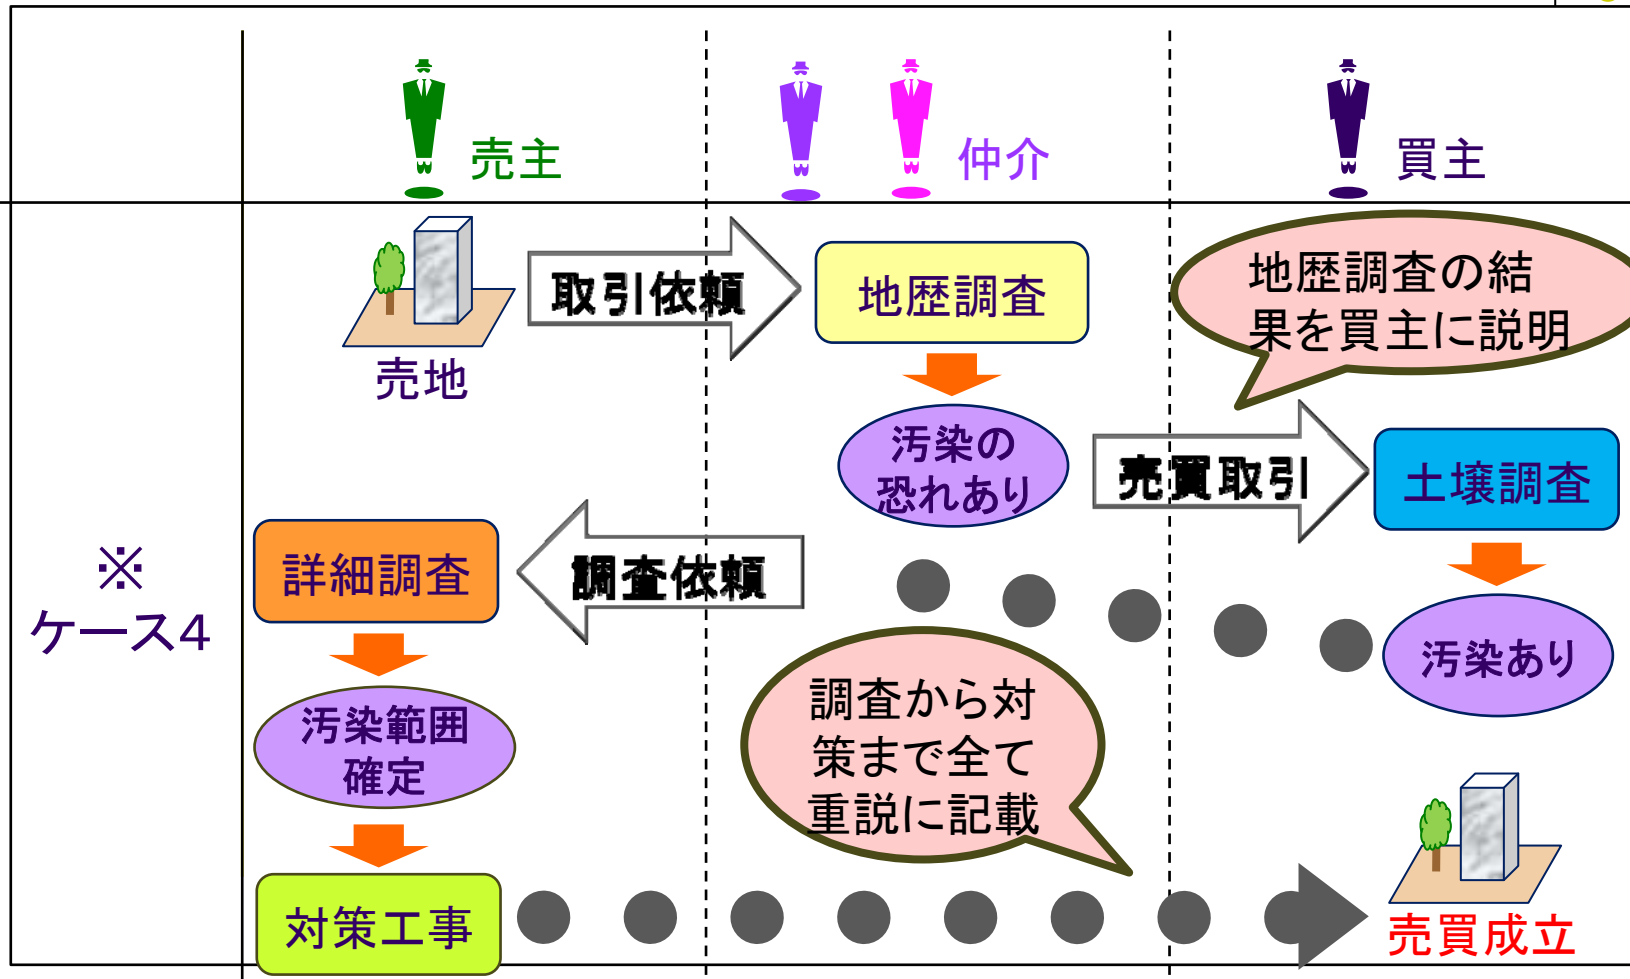 売主
仲介
買主
売地
取引依頼
地歴調査
地歴調査の結
果を買主に説明
汚染の
恐れあり
売買取引
土壌調査
※
ケース4
詳細調査
調査依頼
汚染あり
汚染範囲
確定
調査から対
策まで全て
重説に記載
対策工事
売買成立